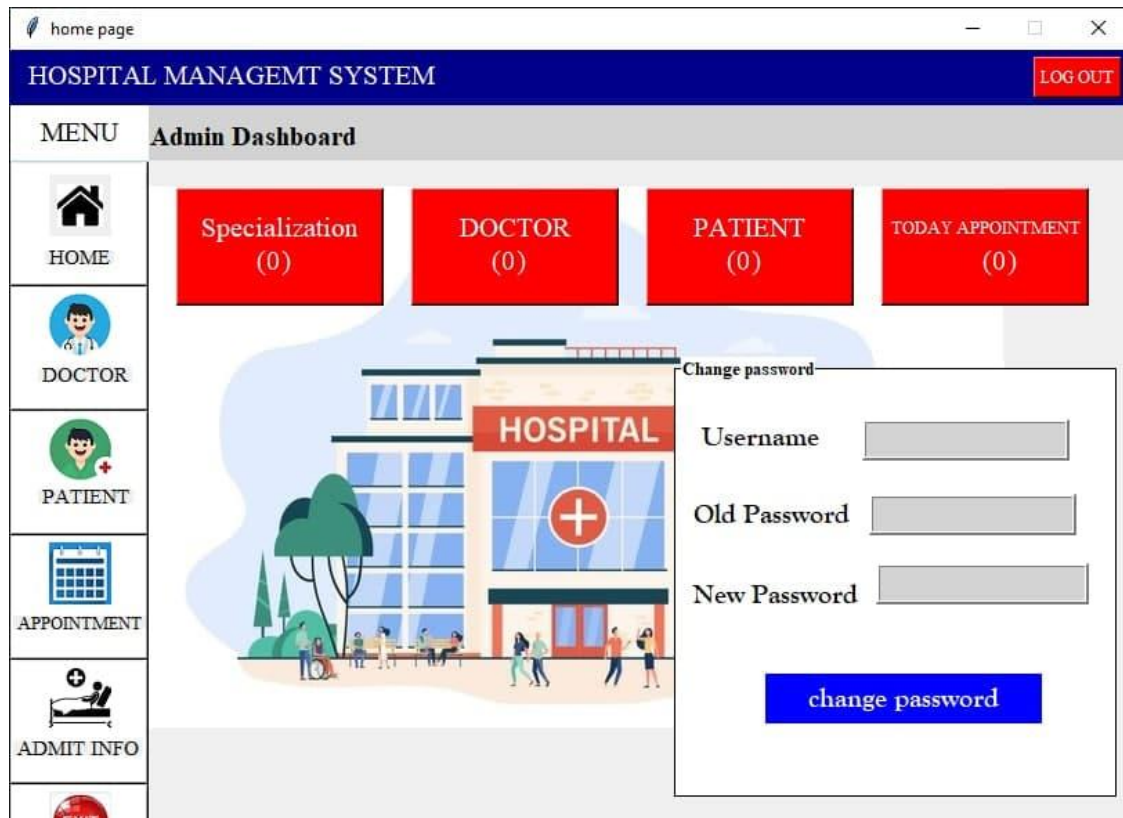 home page
HOSPITAL MANAGEMT SYSTEM
LOG OUT
MENU
Admin Dashboard
HOME
DOCTOR
PATIENT
APPOINTMENT
ADMIT INFO
Specialization
(0)
DOCTOR
(0)
PATIENT
(0)
TODAY APPOINTMENT
(0)
HOSPITAL
Change password
Username
Old Password
New Password
change password